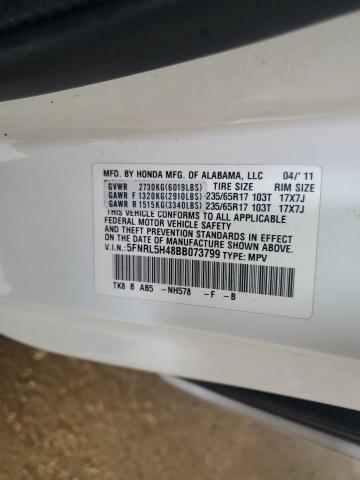 MFD. BY HONDA MFG. OF ALABAMA, LLC 04/'11
GVWR 2730KG(6019LBS) TIRE SIZE RIM SIZE
GAWR F 1320KG(2910LBS) 235/65R17 103T 17X7J
GAWR R 1515KG(3340LBS) 235/65R17 103T 17X7J
THIS VEHICLE CONFORMS TO ALL APPLICABLE
FEDERAL MOTOR VEHICLE SAFETY
AND THEFT PREVENTION STANDARDS IN EFFECT
ON THE DATE OF MANUFACTURE SHOWN ABOVE.
V.I.N.:5FNRL5H48BB073799 TYPE: MPV
TK8 B AB5 -NH578 -F -B